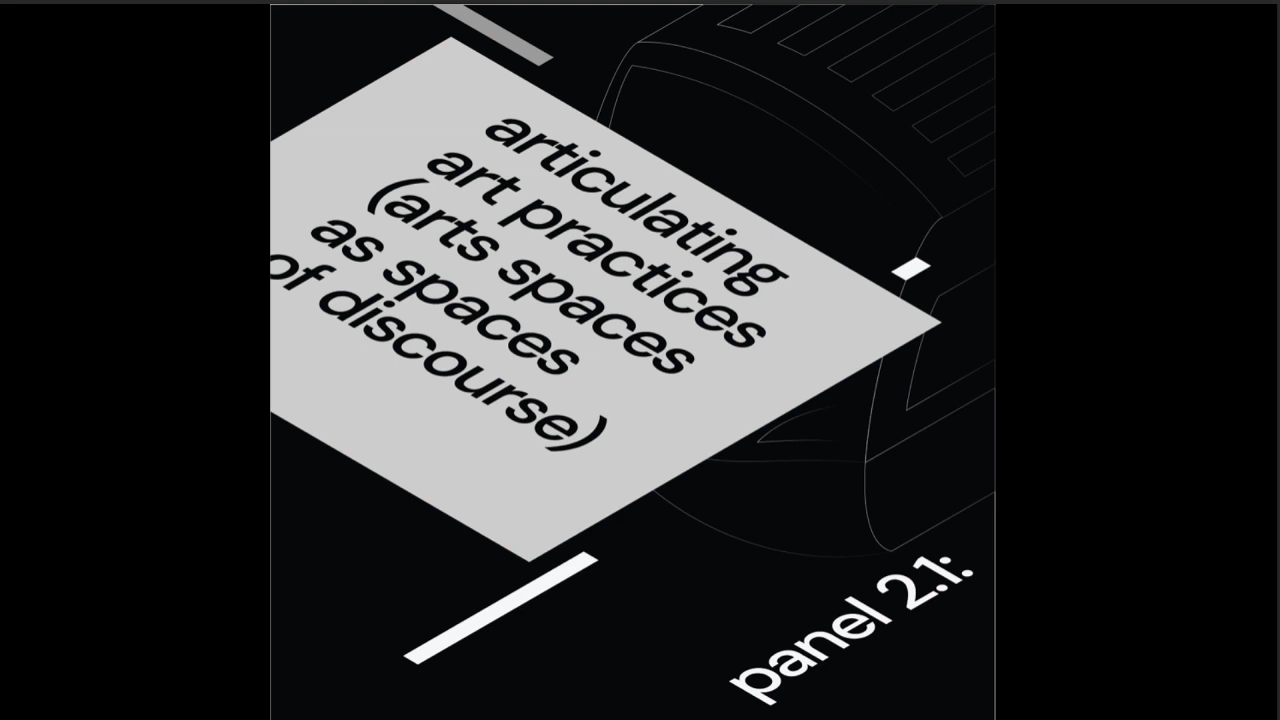 articulating
art practices
(arts spaces
as spaces
of discourse)
panel 2.1: